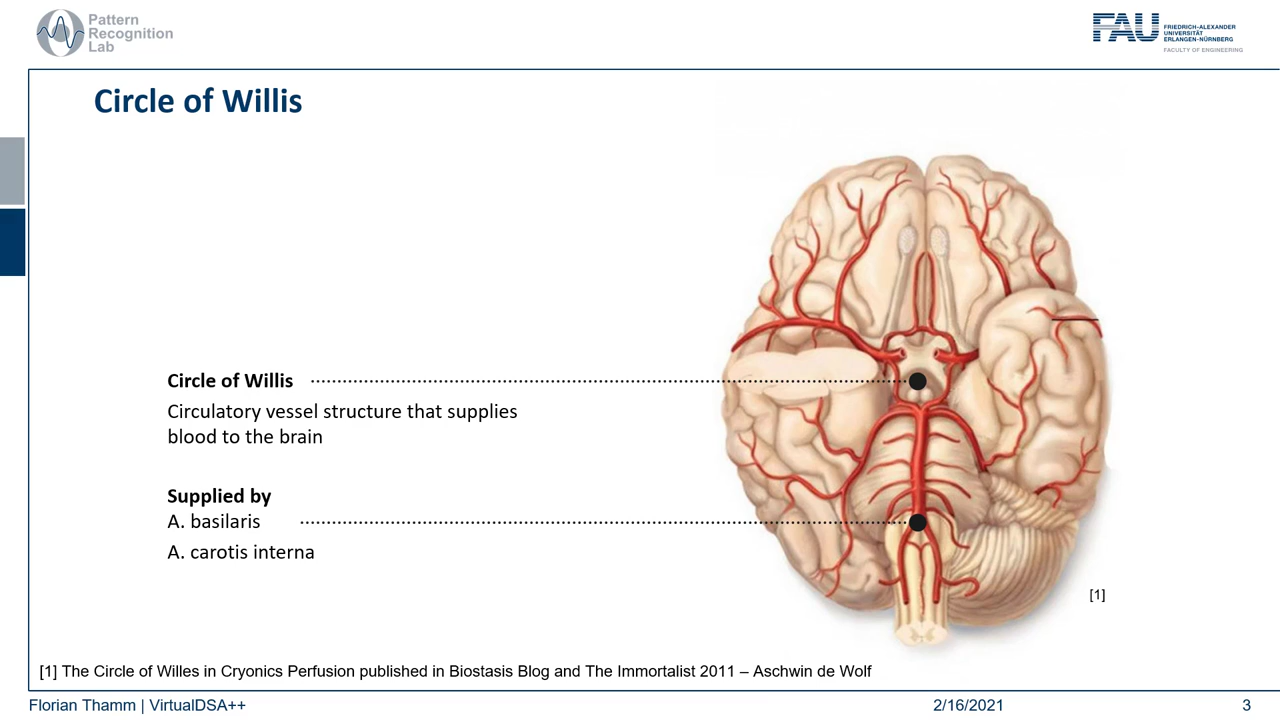 Pattern
Recognition
Lab
FAU
FRIEDRICH-ALEXANDER
UNIVERSITÄT
ERLANGEN-NÜRNBERG
FACULTY OF ENGINEERING
Circle of Willis
Circle of Willis
Circulatory vessel structure that supplies
blood to the brain
Supplied by
A. basilaris
A. carotis interna
[1]
[1] The Circle of Willes in Cryonics Perfusion published in Biostasis Blog and The Immortalist 2011 – Aschwin de Wolf
Florian Thamm | VirtualDSA++ 2/16/2021 3